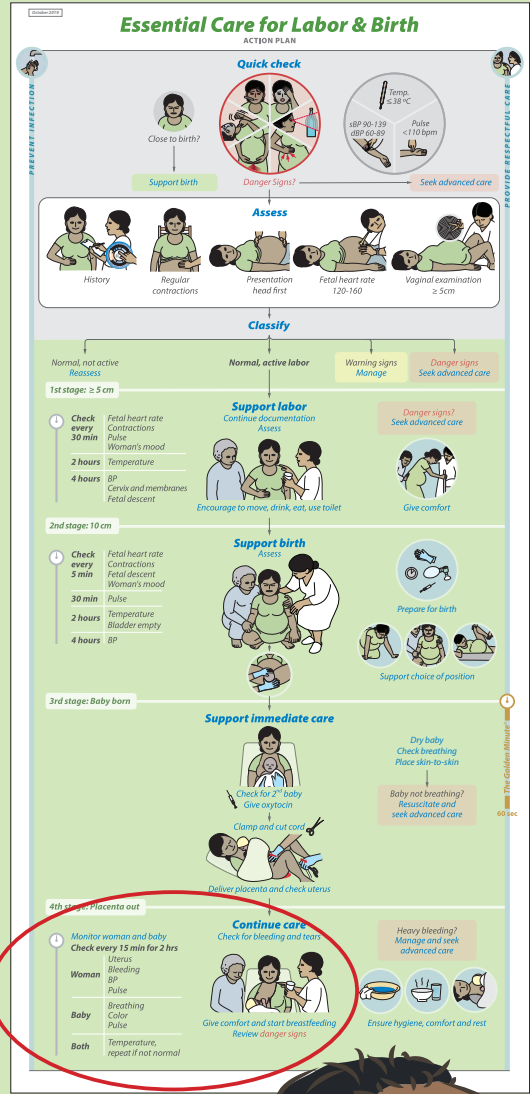 October 2019
Essential Care for Labor & Birth
ACTION PLAN
PREVENT INFECTION
PROVIDE RESPECTFUL CARE
Quick check
Close to birth?
Support birth
Danger Signs?
Temp.
≤38 ºC
sBP 90-139
dBP 60-89
Pulse
<110 bpm
Seek advanced care
Assess
History
Regular
contractions
Presentation
head first
Fetal heart rate
120-160
Vaginal examination
≥ 5cm
Classify
Normal, not active
Reassess
Normal, active labor
Warning signs
Manage
Danger signs
Seek advanced care
1st stage: ≥ 5 cm
Check
every
30 min
Fetal heart rate
Contractions
Pulse
Woman's mood
2 hours Temperature
4 hours BP
Cervix and membranes
Fetal descent
Support labor
Continue documentation
Assess
Encourage to move, drink, eat, use toilet
Danger signs?
Seek advanced care
Give comfort
2nd stage: 10 cm
Check
every
5 min
Fetal heart rate
Contractions
Fetal descent
Woman's mood
30 min Pulse
2 hours Temperature
Bladder empty
4 hours BP
Support birth
Assess
Prepare for birth
Support choice of position
3rd stage: Baby born
Support immediate care
Check for 2nd baby
Give oxytocin
Clamp and cut cord
Deliver placenta and check uterus
Dry baby
Check breathing
Place skin-to-skin
Baby not breathing?
Resuscitate and
seek advanced care
The Golden Minute®
60 sec
4th stage: Placenta out
Monitor woman and baby
Check every 15 min for 2 hrs
Woman
Uterus
Bleeding
BP
Pulse
Baby
Breathing
Color
Pulse
Both
Temperature,
repeat if not normal
Continue care
Check for bleeding and tears
Give comfort and start breastfeeding
Review danger signs
Heavy bleeding?
Manage and seek
advanced care
Ensure hygiene, comfort and rest